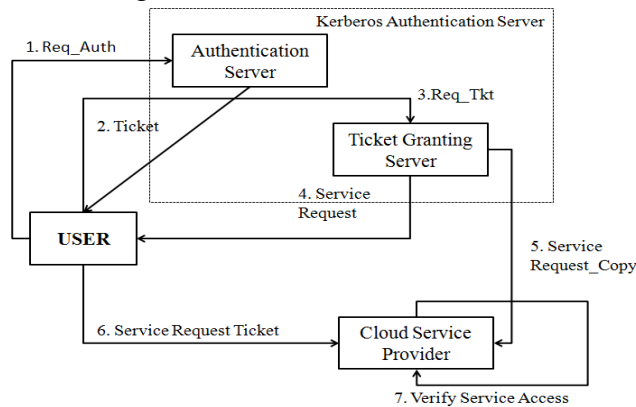 Kerberos Authentication Server
1. Req_Auth
Authentication
Server
3.Req_Tkt
2. Ticket
Ticket Granting
Server
4. Service
Request
USER
5. Service
Request_Copy
6. Service Request Ticket
Cloud Service
Provider
7. Verify Service Access